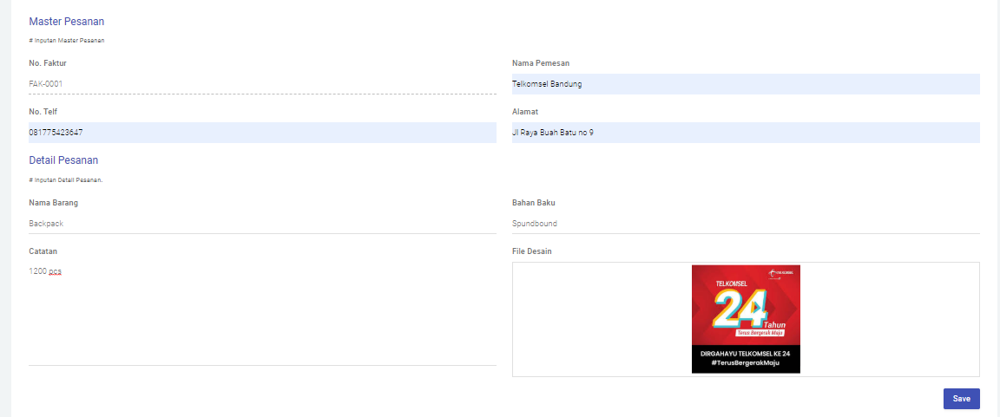 Master Pesanan
# Inputan Master Pesanan
No. Faktur
FAK-0001
Nama Pemesan
Telkomsel Bandung
No. Telf
081775423647
Alamat
Jl Raya Buah Batu no 9
Detail Pesanan
# Inputan Detail Pesanan.
Nama Barang
Backpack
Bahan Baku
Spundbound
Catatan
1200 pcs
File Desain
TELKOMSEL
24
Tahun
Terus Bergerak Maju
DIRGAHAYU TELKOMSEL KE 24
#TerusBergerakMaju
Save